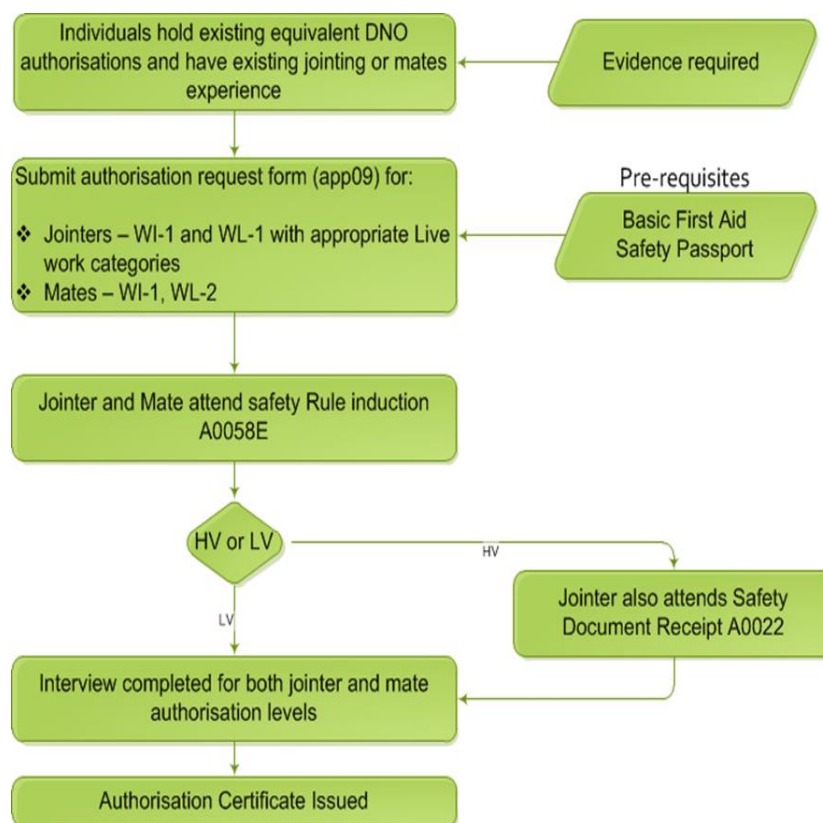 Individuals hold existing equivalent DNO
authorisations and have existing jointing or mates
experience
Evidence required
Submit authorisation request form (app09) for:
❖ Jointers – WI-1 and WL-1 with appropriate Live
work categories
❖ Mates – WI-1, WL-2
Pre-requisites
Basic First Aid
Safety Passport
Jointer and Mate attend safety Rule induction
A0058E
HV or LV
HV
LV
Jointer also attends Safety
Document Receipt A0022
Interview completed for both jointer and mate
authorisation levels
Authorisation Certificate Issued